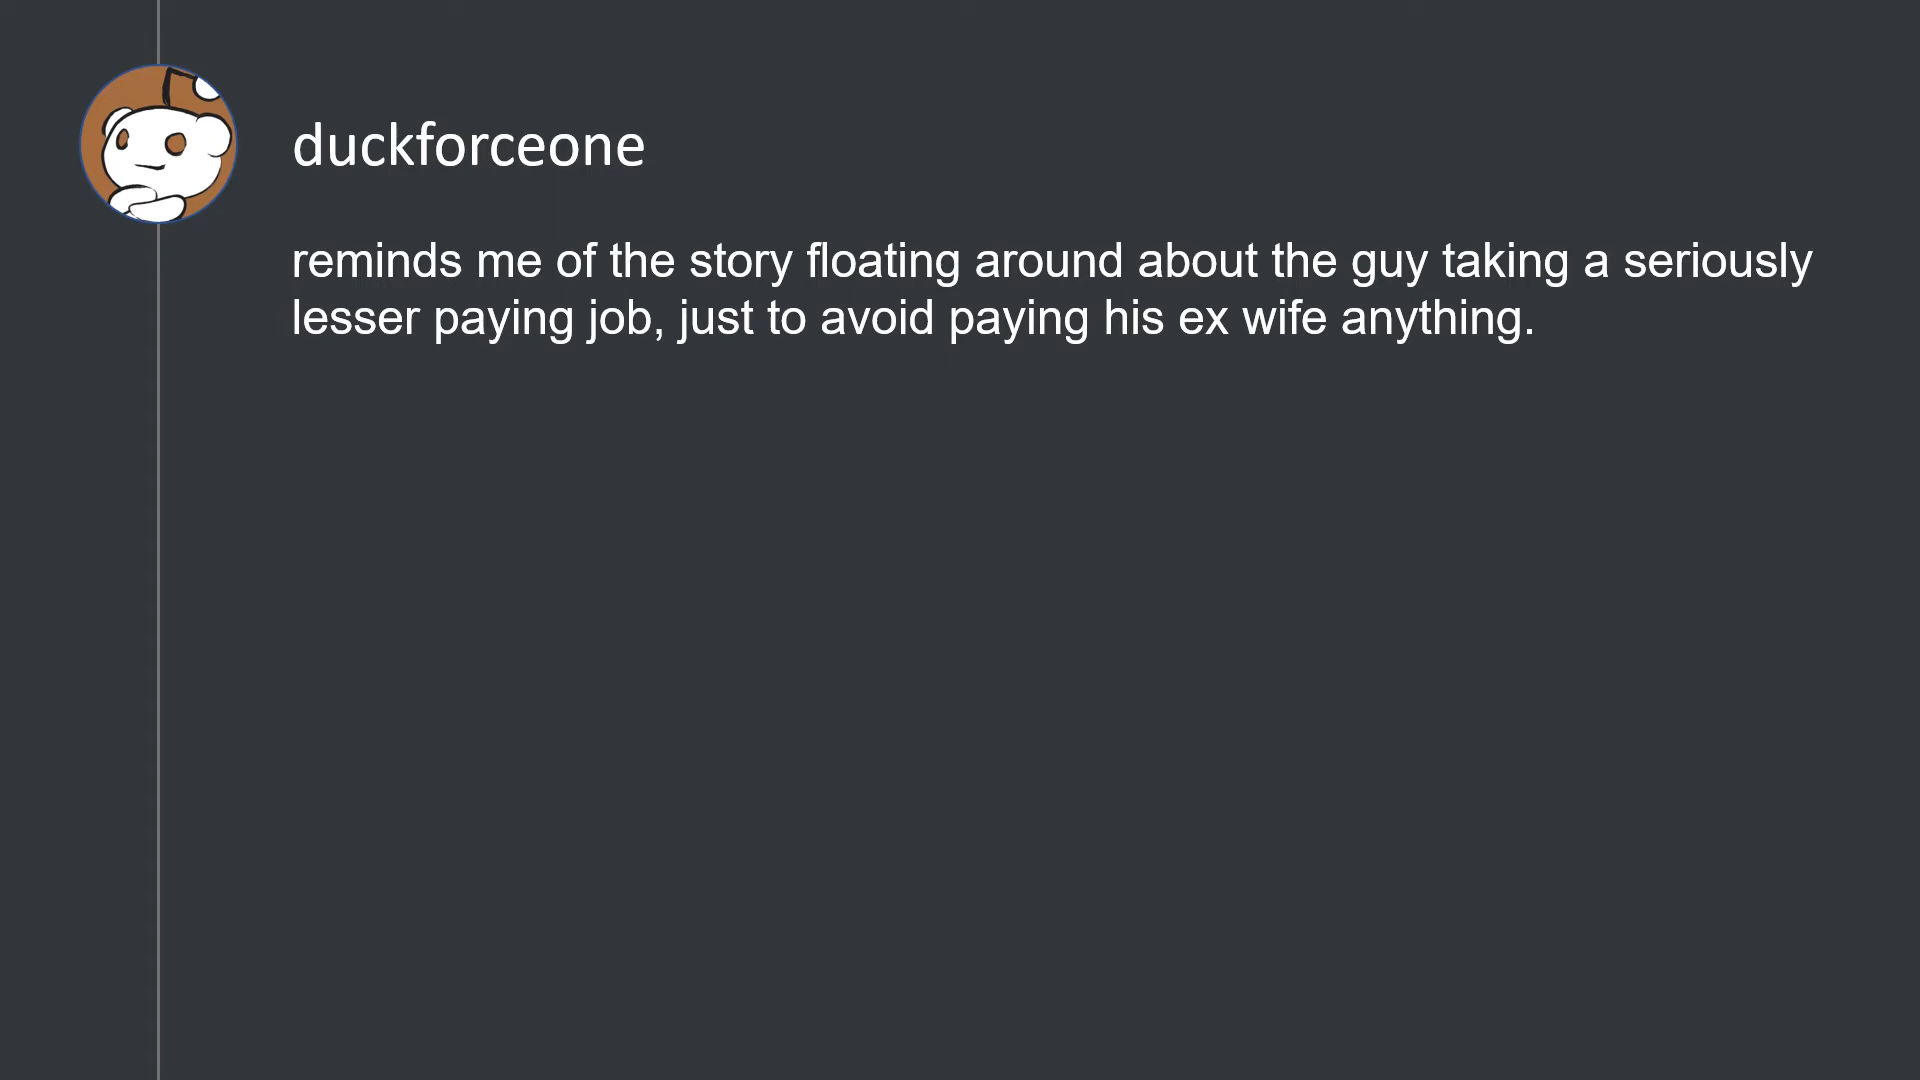 duckforceone
reminds me of the story floating around about the guy taking a seriously
lesser paying job, just to avoid paying his ex wife anything.